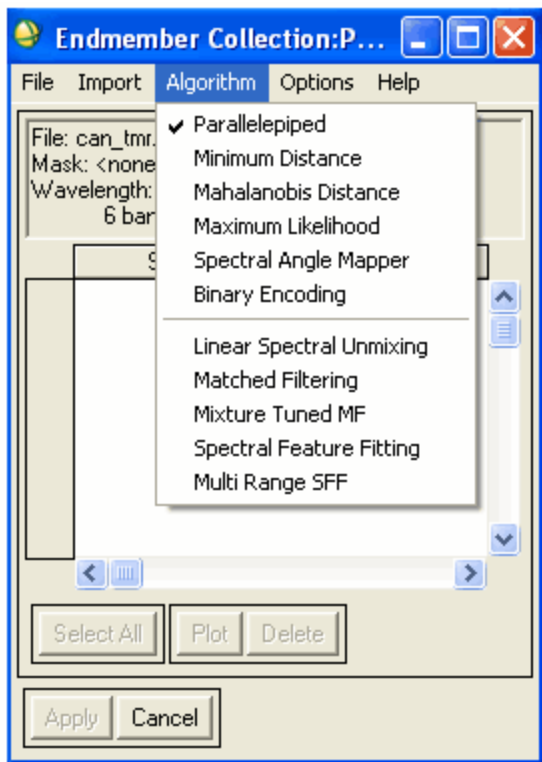 Endmember Collection:P...
File Import Algorithm Options Help
File: can_tmr.
Mask: <none
Wavelength:
6 bar
S
✓ Parallelepiped
Minimum Distance
Mahalanobis Distance
Maximum Likelihood
Spectral Angle Mapper
Binary Encoding
Linear Spectral Unmixing
Matched Filtering
Mixture Tuned MF
Spectral Feature Fitting
Multi Range SFF
Select All Plot Delete
Apply Cancel